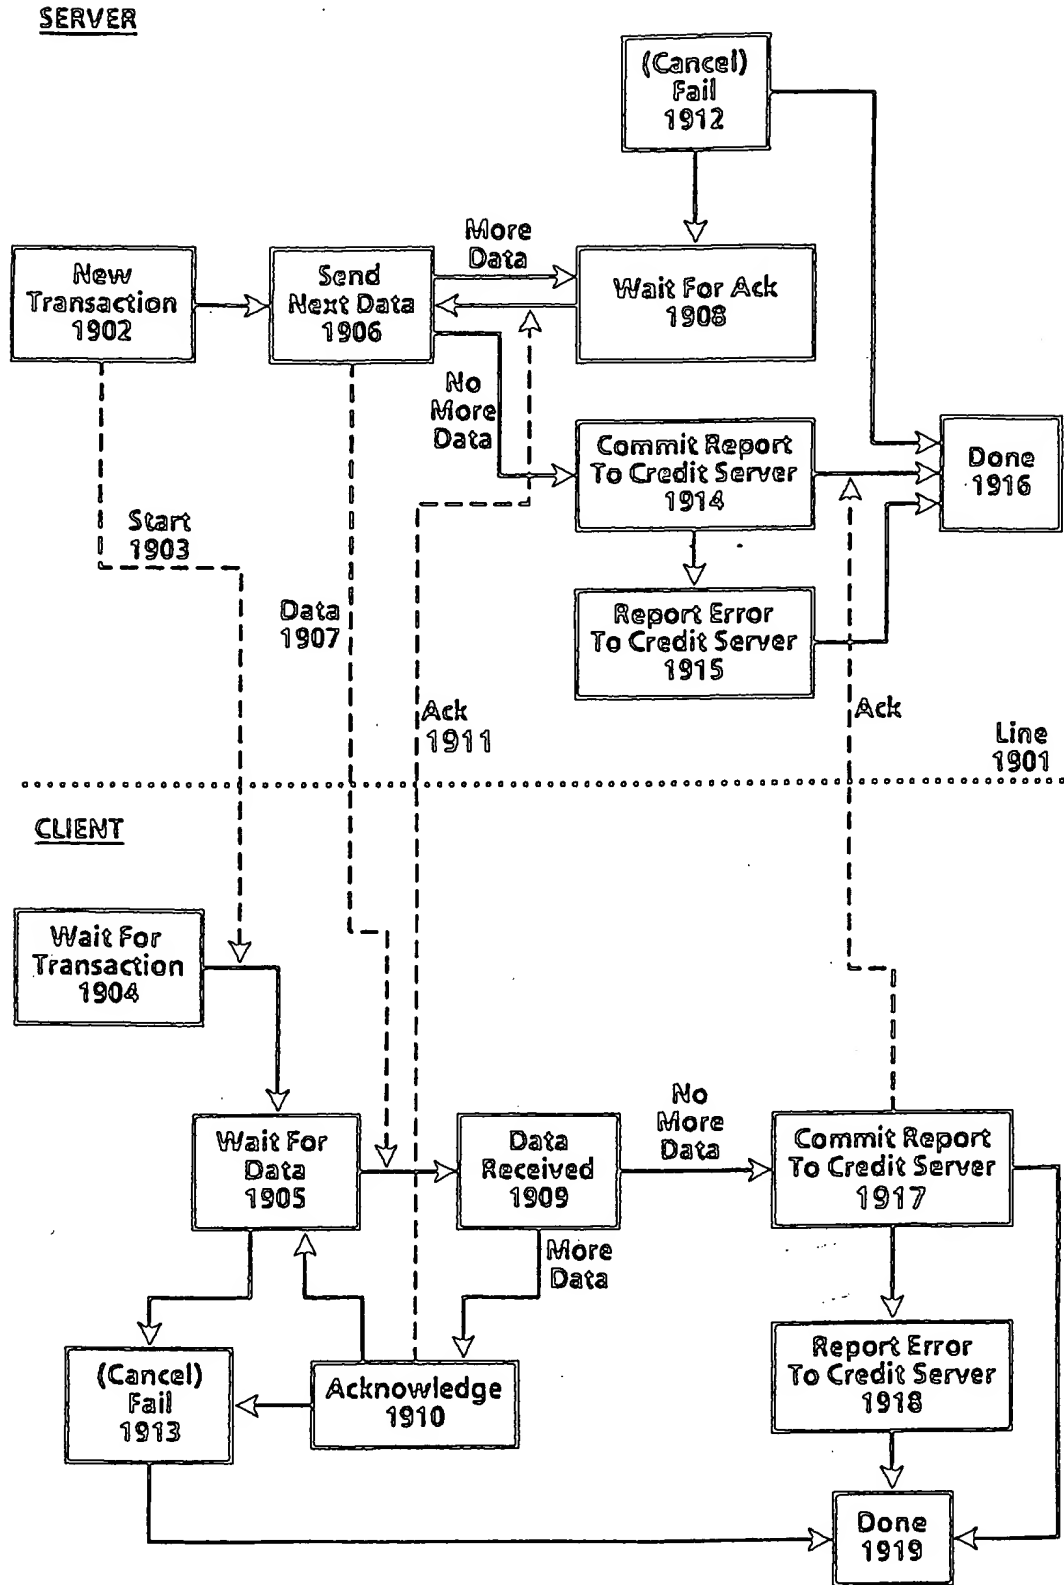 SERVER
(Cancel)
Fail
1912
More
Data
New
Transaction
1902
Send
Next Data
1906
Wait For Ack
1908
No
More
Data
Commit Report
To Credit Server
1914
Done
1916
Start
1903
Data
1907
Report Error
To Credit Server
1915
Ack
1911
Ack
Line
1901
CLIENT
Wait For
Transaction
1904
No
More
Data
Wait For
Data
1905
Data
Received
1909
Commit Report
To Credit Server
1917
More
Data
(Cancel)
Fail
1913
Acknowledge
1910
Report Error
To Credit Server
1918
Done
1919